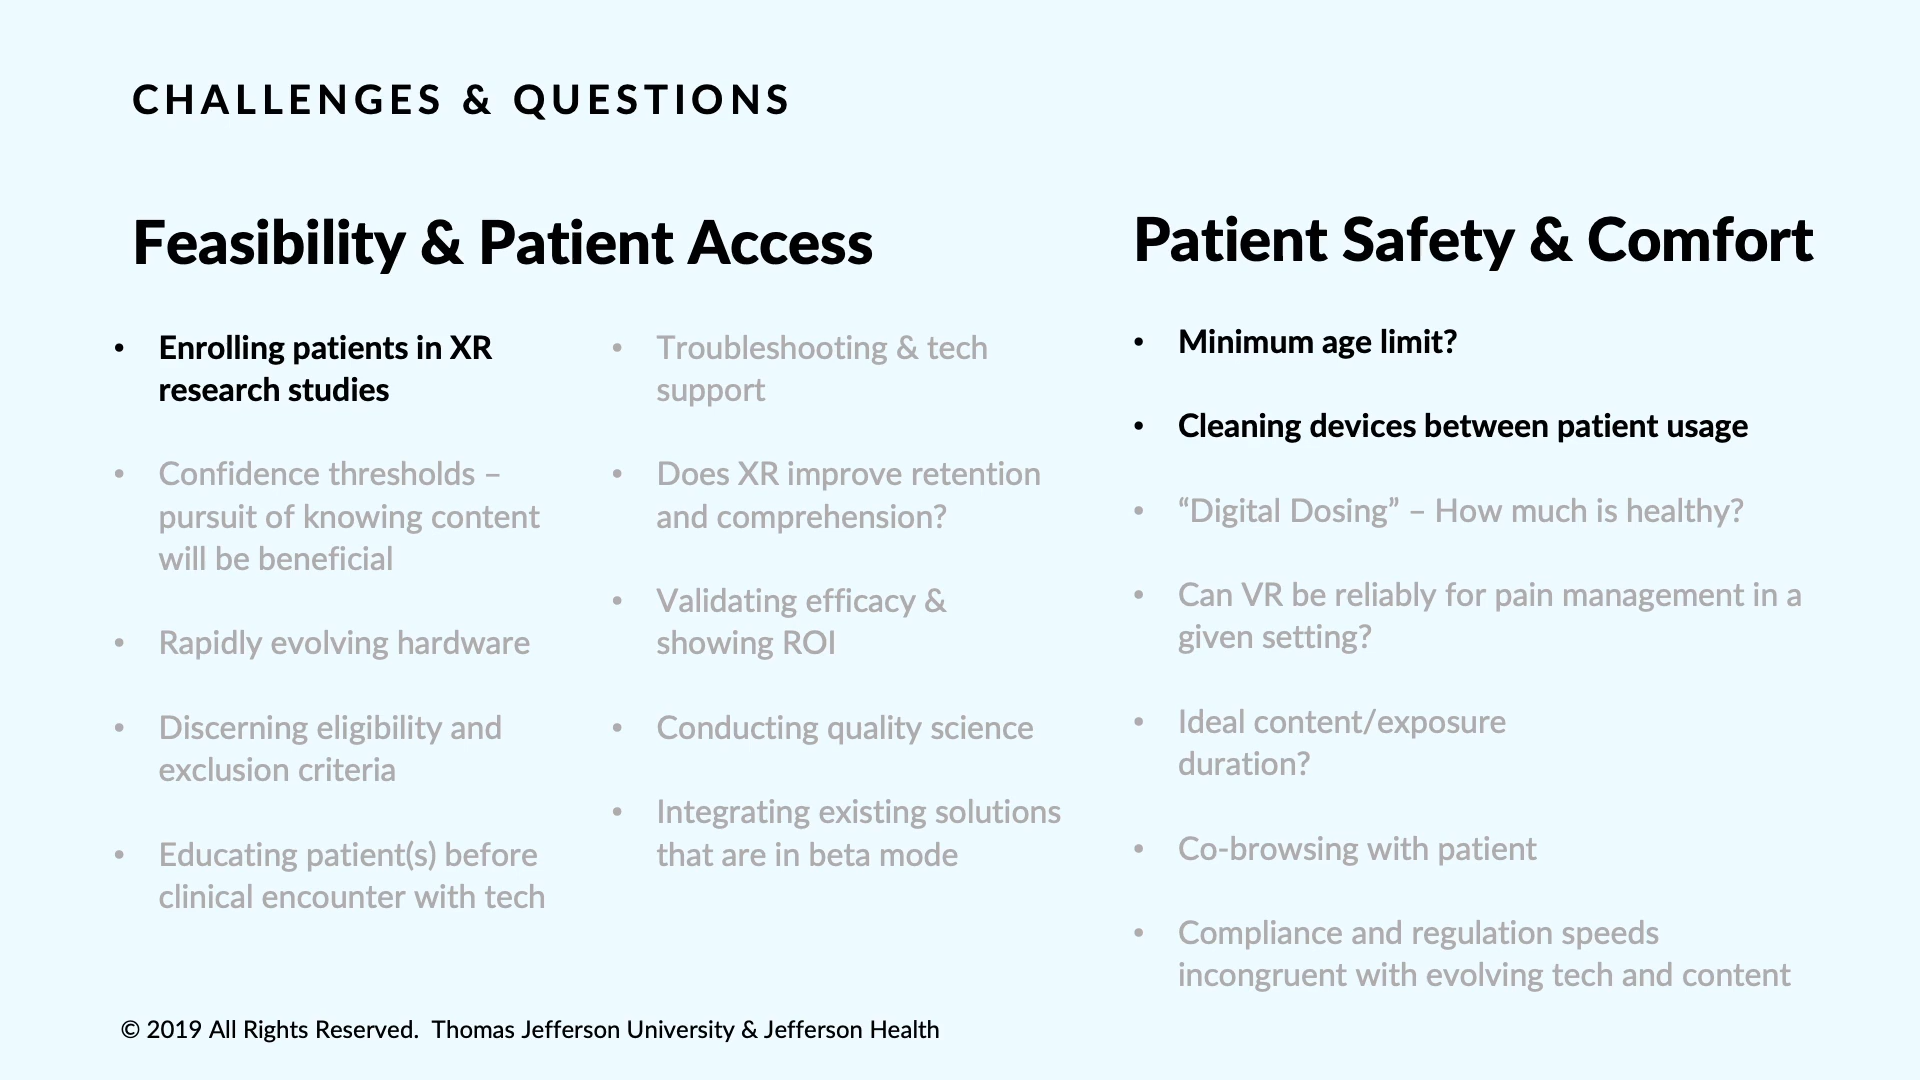 CHALLENGES & QUESTIONS
Feasibility & Patient Access
• Enrolling patients in XR
research studies
• Confidence thresholds –
pursuit of knowing content
will be beneficial
• Rapidly evolving hardware
• Discerning eligibility and
exclusion criteria
• Educating patient(s) before
clinical encounter with tech
• Troubleshooting & tech
support
• Does XR improve retention
and comprehension?
• Validating efficacy &
showing ROI
• Conducting quality science
• Integrating existing solutions
that are in beta mode
Patient Safety & Comfort
• Minimum age limit?
• Cleaning devices between patient usage
• “Digital Dosing” – How much is healthy?
• Can VR be reliably for pain management in a
given setting?
• Ideal content/exposure
duration?
• Co-browsing with patient
• Compliance and regulation speeds
incongruent with evolving tech and content
© 2019 All Rights Reserved.  Thomas Jefferson University & Jefferson Health